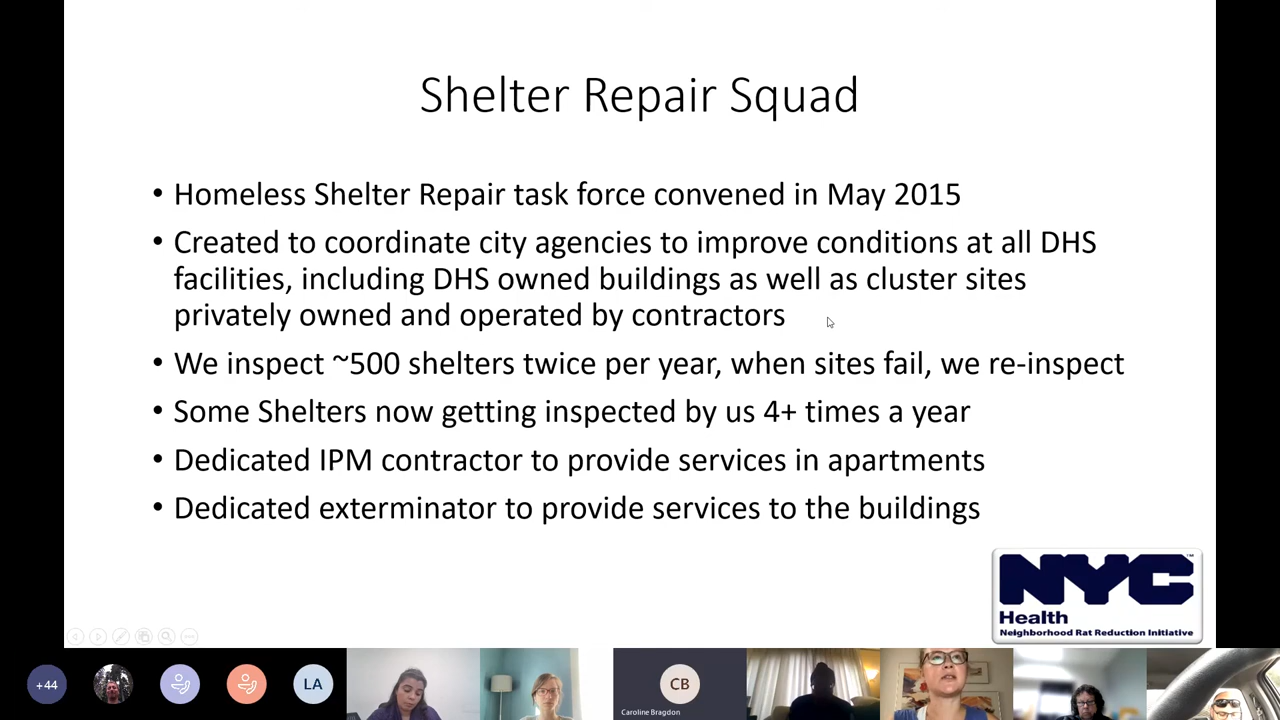 Shelter Repair Squad
• Homeless Shelter Repair task force convened in May 2015
• Created to coordinate city agencies to improve conditions at all DHS
facilities, including DHS owned buildings as well as cluster sites
privately owned and operated by contractors
• We inspect ~500 shelters twice per year, when sites fail, we re-inspect
• Some Shelters now getting inspected by us 4+ times a year
• Dedicated IPM contractor to provide services in apartments
• Dedicated exterminator to provide services to the buildings
NYC™
Health
Neighborhood Rat Reduction Initiative
+44
LA
CB
Caroline Bragdon